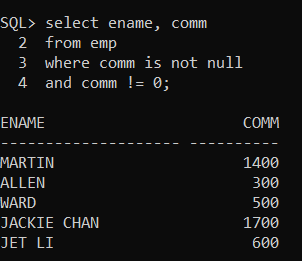 SQL> select ename, comm
2 from emp
3 where comm is not null
4 and comm != 0;
ENAME COMM
-------------------- ----------
MARTIN 1400
ALLEN 300
WARD 500
JACKIE CHAN 1700
JET LI 600